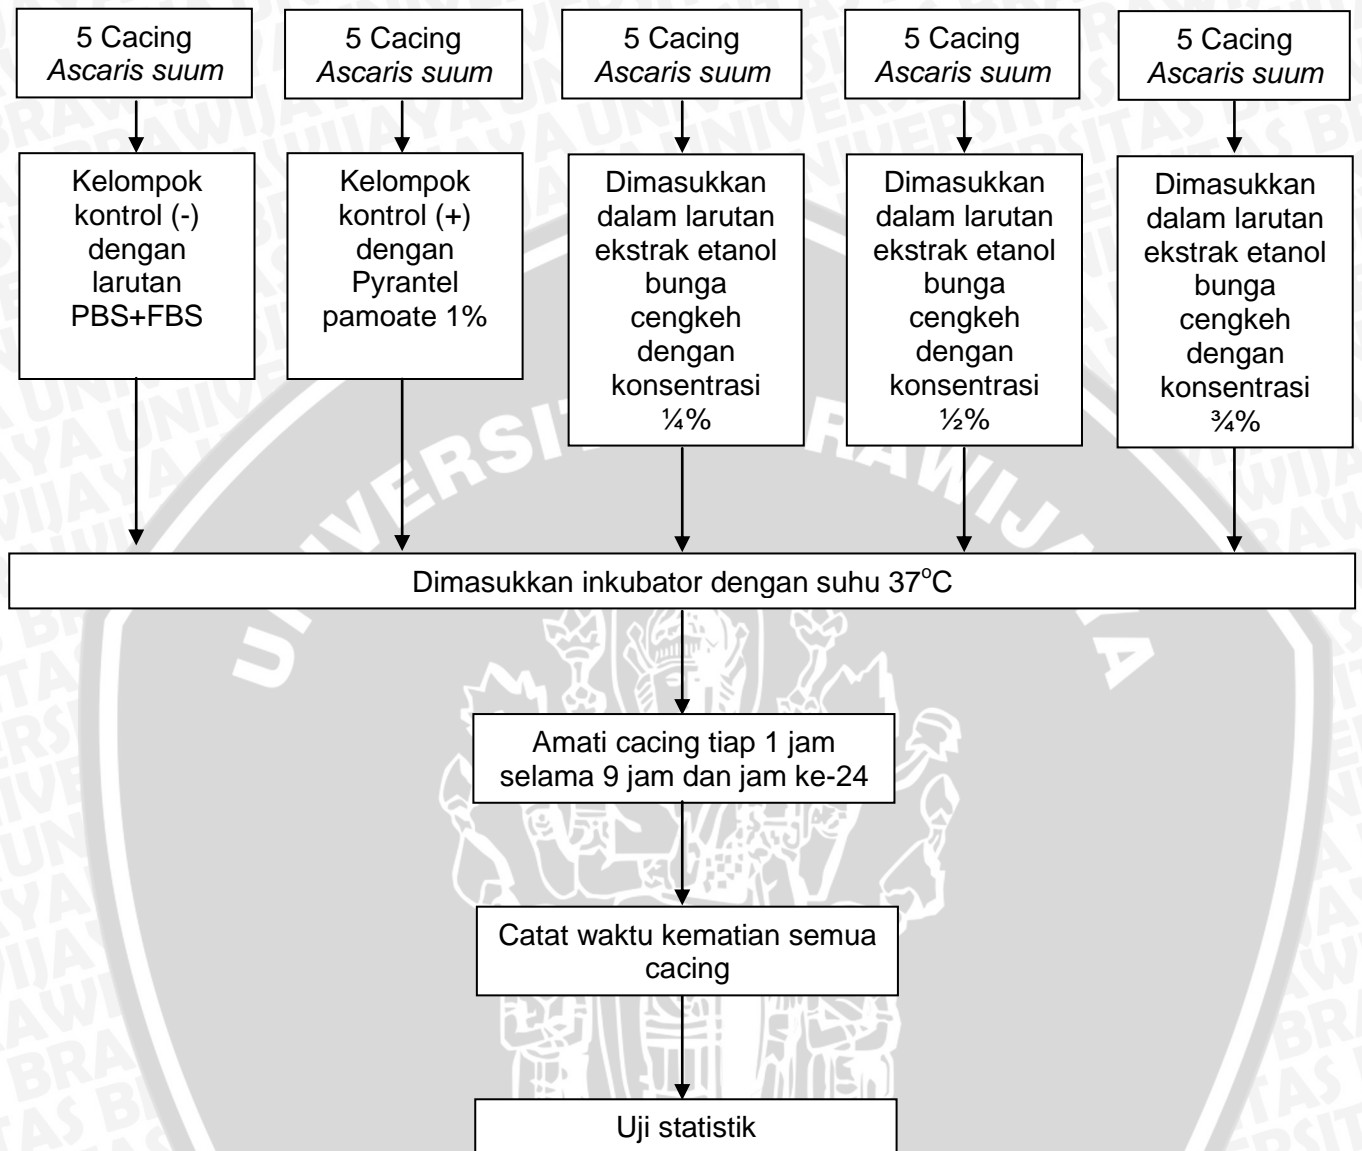 5 Cacing
Ascaris suum
5 Cacing
Ascaris suum
5 Cacing
Ascaris suum
5 Cacing
Ascaris suum
5 Cacing
Ascaris suum
Kelompok
kontrol (-)
dengan
larutan
PBS+FBS
Kelompok
kontrol (+)
dengan
Pyrantel
pamoate 1%
Dimasukkan
dalam larutan
ekstrak etanol
bunga
cengkeh
dengan
konsentrasi
¼%
Dimasukkan
dalam larutan
ekstrak etanol
bunga
cengkeh
dengan
konsentrasi
½%
Dimasukkan
dalam larutan
ekstrak etanol
bunga
cengkeh
dengan
konsentrasi
¾%
Dimasukkan inkubator dengan suhu 37°C
Amati cacing tiap 1 jam
selama 9 jam dan jam ke-24
Catat waktu kematian semua
cacing
Uji statistik